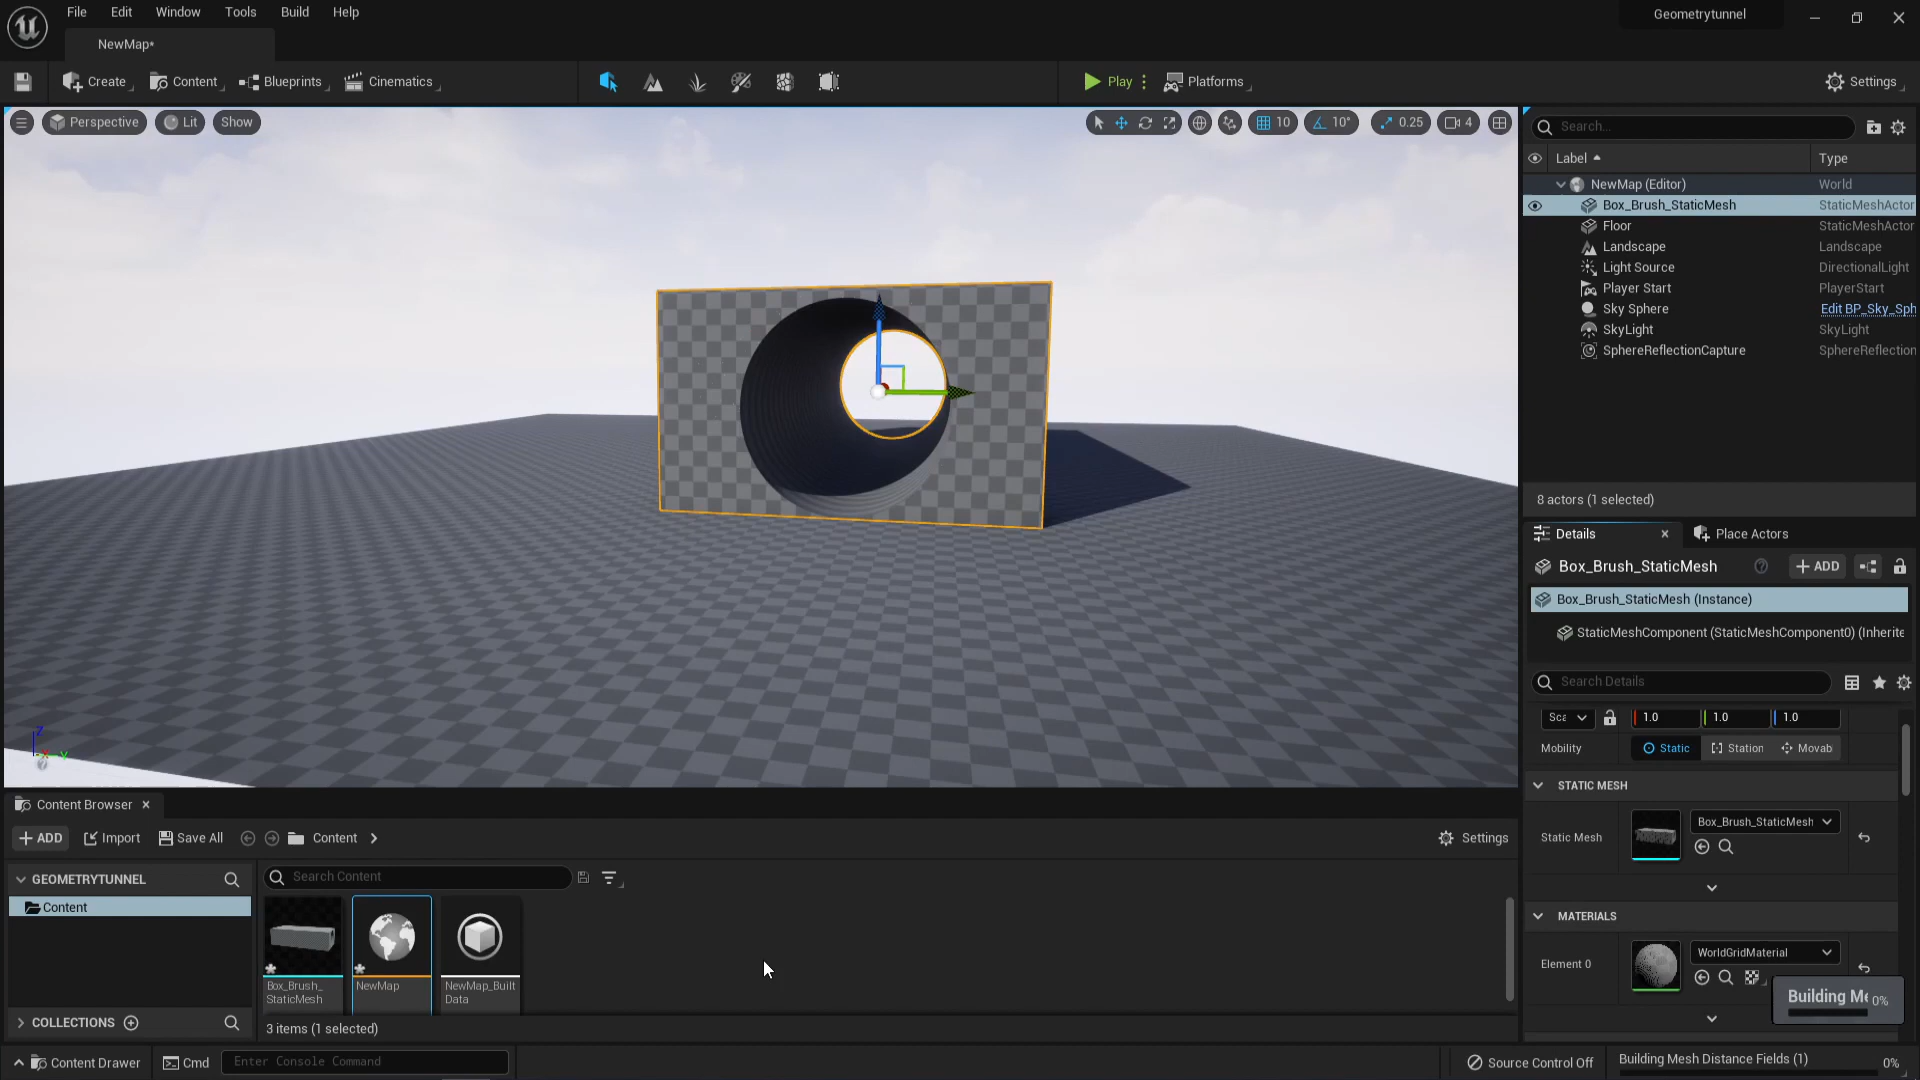 File Edit Window Tools Build Help
Geometrytunnel
NewMap*
Create Content Blueprints Cinematics Play Platforms Settings
Perspective Lit Show 10 10° 0.25 4
Search...
Label Type
NewMap (Editor) World
Box_Brush_StaticMesh StaticMeshActor
Floor StaticMeshActor
Landscape Landscape
Light Source DirectionalLight
Player Start PlayerStart
Sky Sphere Edit BP_Sky_Sph
SkyLight SkyLight
SphereReflectionCapture SphereReflection
8 actors (1 selected)
Details Place Actors
Box_Brush_StaticMesh ADD
Box_Brush_StaticMesh (Instance)
StaticMeshComponent (StaticMeshComponent0) (Inherite
Search Details
Sca 1.0 1.0 1.0
Mobility Static Station Movab
STATIC MESH
Static Mesh Box_Brush_StaticMesh
MATERIALS
Element 0 WorldGridMaterial
Building Me 0%
Z
X Y
Content Browser
ADD Import Save All Content Settings
GEOMETRYTUNNEL
Search Content
Content
Box_Brush_
StaticMesh
NewMap
NewMap_Built
Data
COLLECTIONS
3 items (1 selected)
Content Drawer Cmd Enter Console Command Source Control Off Building Mesh Distance Fields (1) 0%